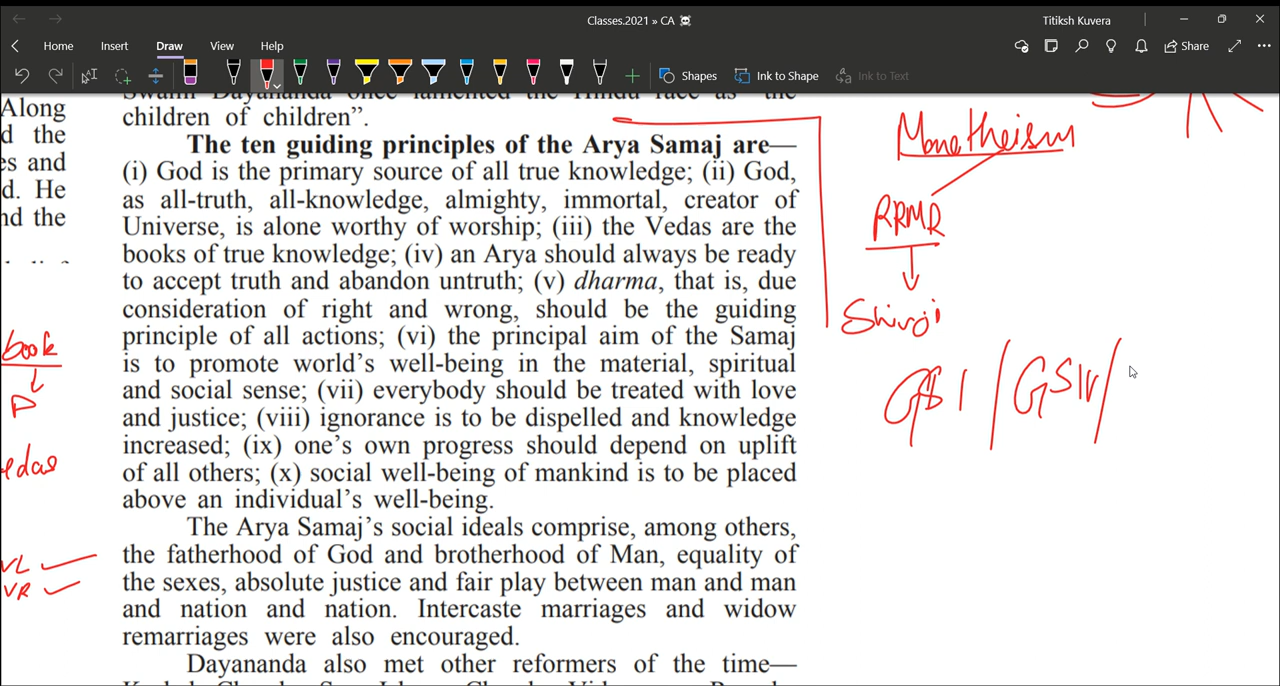 Classes.2021 » CA
Titiksh Kuvera
Home Insert Draw View Help
Share
Shapes
Ink to Shape
Ink to Text
Along
d the
es and
d. He
nd the
book
D
edas
VL
VR
children of children”.
The ten guiding principles of the Arya Samaj are—
(i) God is the primary source of all true knowledge; (ii) God,
as all-truth, all-knowledge, almighty, immortal, creator of
Universe, is alone worthy of worship; (iii) the Vedas are the
books of true knowledge; (iv) an Arya should always be ready
to accept truth and abandon untruth; (v) dharma, that is, due
consideration of right and wrong, should be the guiding
principle of all actions; (vi) the principal aim of the Samaj
is to promote world’s well-being in the material, spiritual
and social sense; (vii) everybody should be treated with love
and justice; (viii) ignorance is to be dispelled and knowledge
increased; (ix) one’s own progress should depend on uplift
of all others; (x) social well-being of mankind is to be placed
above an individual’s well-being.
The Arya Samaj’s social ideals comprise, among others,
the fatherhood of God and brotherhood of Man, equality of
the sexes, absolute justice and fair play between man and man
and nation and nation. Intercaste marriages and widow
remarriages were also encouraged.
Dayananda also met other reformers of the time—
Monetheism
RRMR
Shivji
GS1 / GSIV /